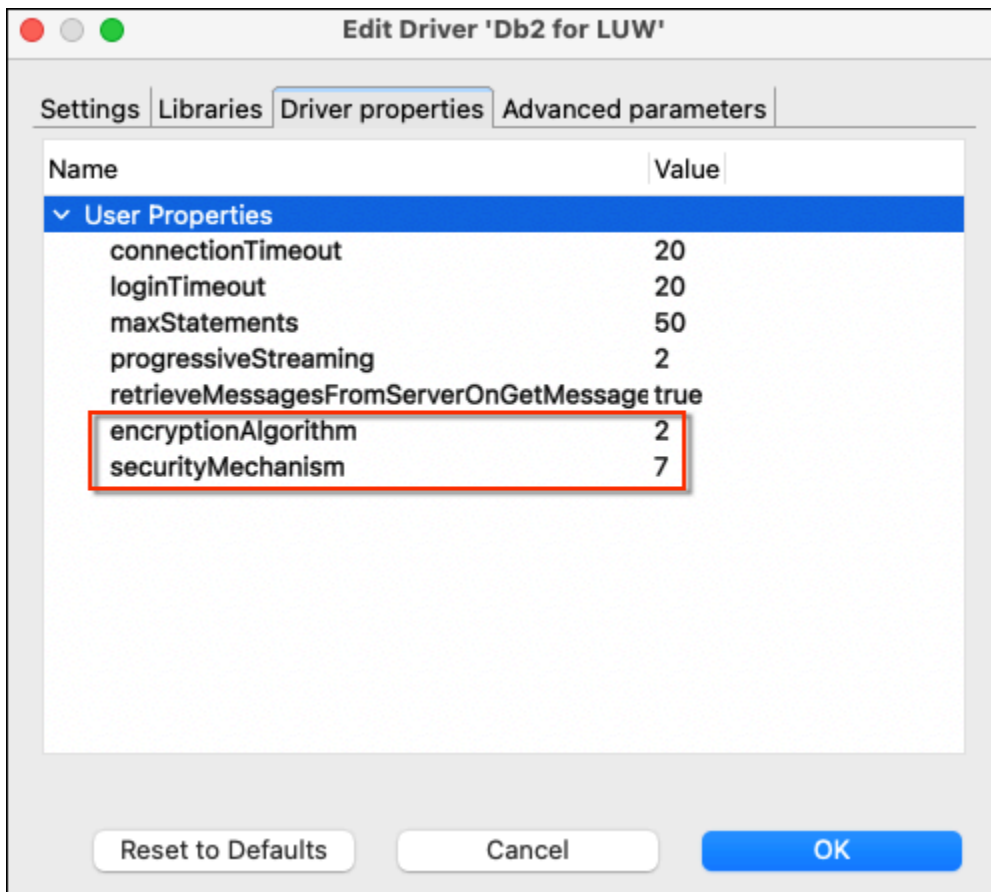 Edit Driver 'Db2 for LUW'
Settings Libraries Driver properties Advanced parameters
Name Value
User Properties
connectionTimeout 20
loginTimeout 20
maxStatements 50
progressiveStreaming 2
retrieveMessagesFromServerOnGetMessage true
encryptionAlgorithm 2
securityMechanism 7
Reset to Defaults Cancel OK